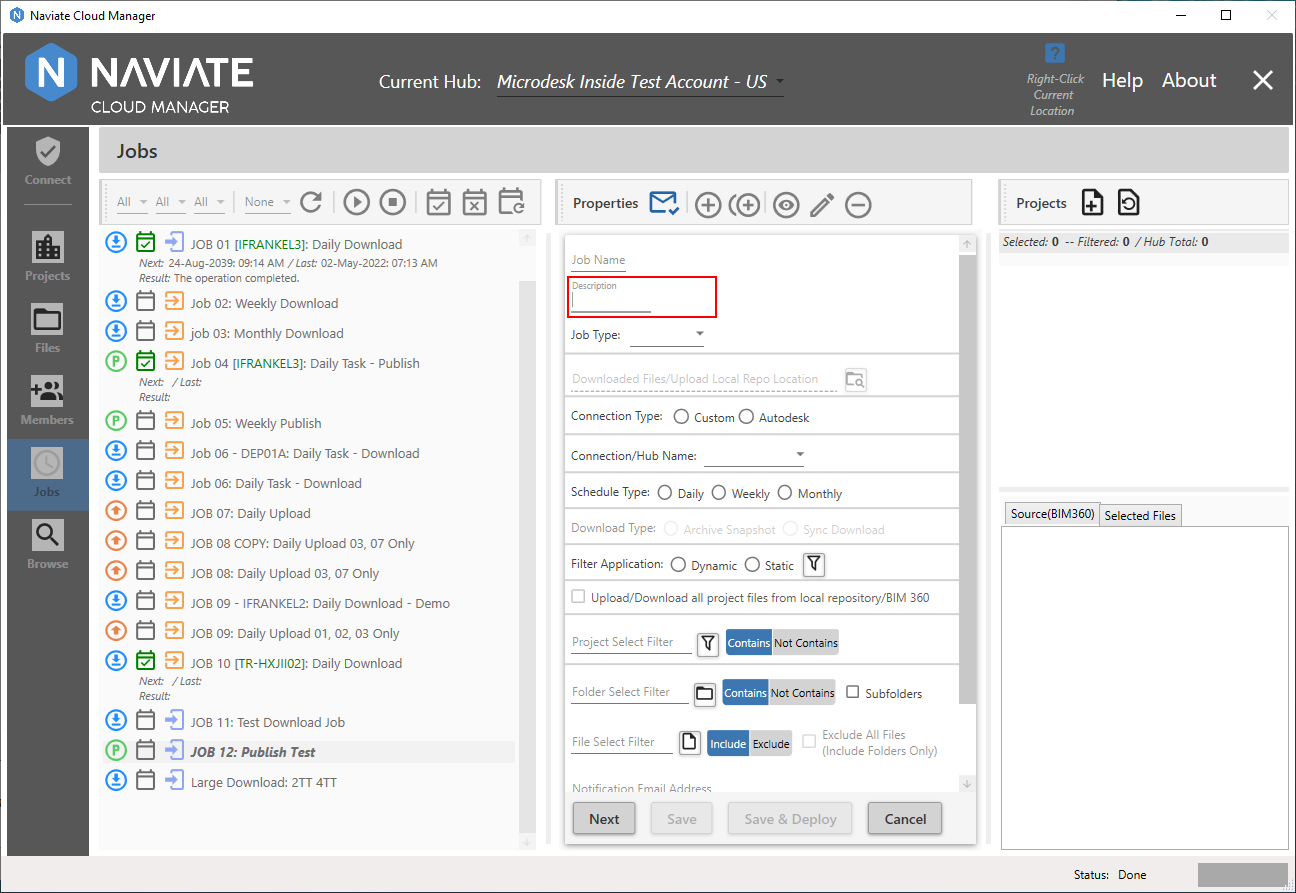 Naviate Cloud Manager
N NAVIATE
CLOUD MANAGER
Current Hub: Microdesk Inside Test Account - US
?
Right-Click
Current
Location
Help About
Connect
Projects
Files
Members
Jobs
Browse
Jobs
All All All None
JOB 01 [IFRANKEL3]: Daily Download
Next: 24-Aug-2039: 09:14 AM / Last: 02-May-2022: 07:13 AM
Result: The operation completed.
Job 02: Weekly Download
job 03: Monthly Download
P Job 04 [IFRANKEL3]: Daily Task - Publish
Next: / Last:
Result:
P Job 05: Weekly Publish
Job 06 - DEP01A: Daily Task - Download
Job 06: Daily Task - Download
JOB 07: Daily Upload
JOB 08 COPY: Daily Upload 03, 07 Only
JOB 08: Daily Upload 03, 07 Only
JOB 09 - IFRANKEL2: Daily Download - Demo
JOB 09: Daily Upload 01, 02, 03 Only
JOB 10 [TR-HXJII02]: Daily Download
Next: / Last:
Result:
JOB 11: Test Download Job
P JOB 12: Publish Test
Large Download: 2TT 4TT
Properties
Job Name
Description
Job Type:
Downloaded Files/Upload Local Repo Location
Connection Type: Custom Autodesk
Connection/Hub Name:
Schedule Type: Daily Weekly Monthly
Download Type: Archive Snapshot Sync Download
Filter Application: Dynamic Static
Upload/Download all project files from local repository/BIM 360
Project Select Filter Contains Not Contains
Folder Select Filter Contains Not Contains Subfolders
File Select Filter Include Exclude Exclude All Files
(Include Folders Only)
Notification Email Address
Next Save Save & Deploy Cancel
Projects
Selected: 0 -- Filtered: 0 / Hub Total: 0
Source(BIM360) Selected Files
Status: Done